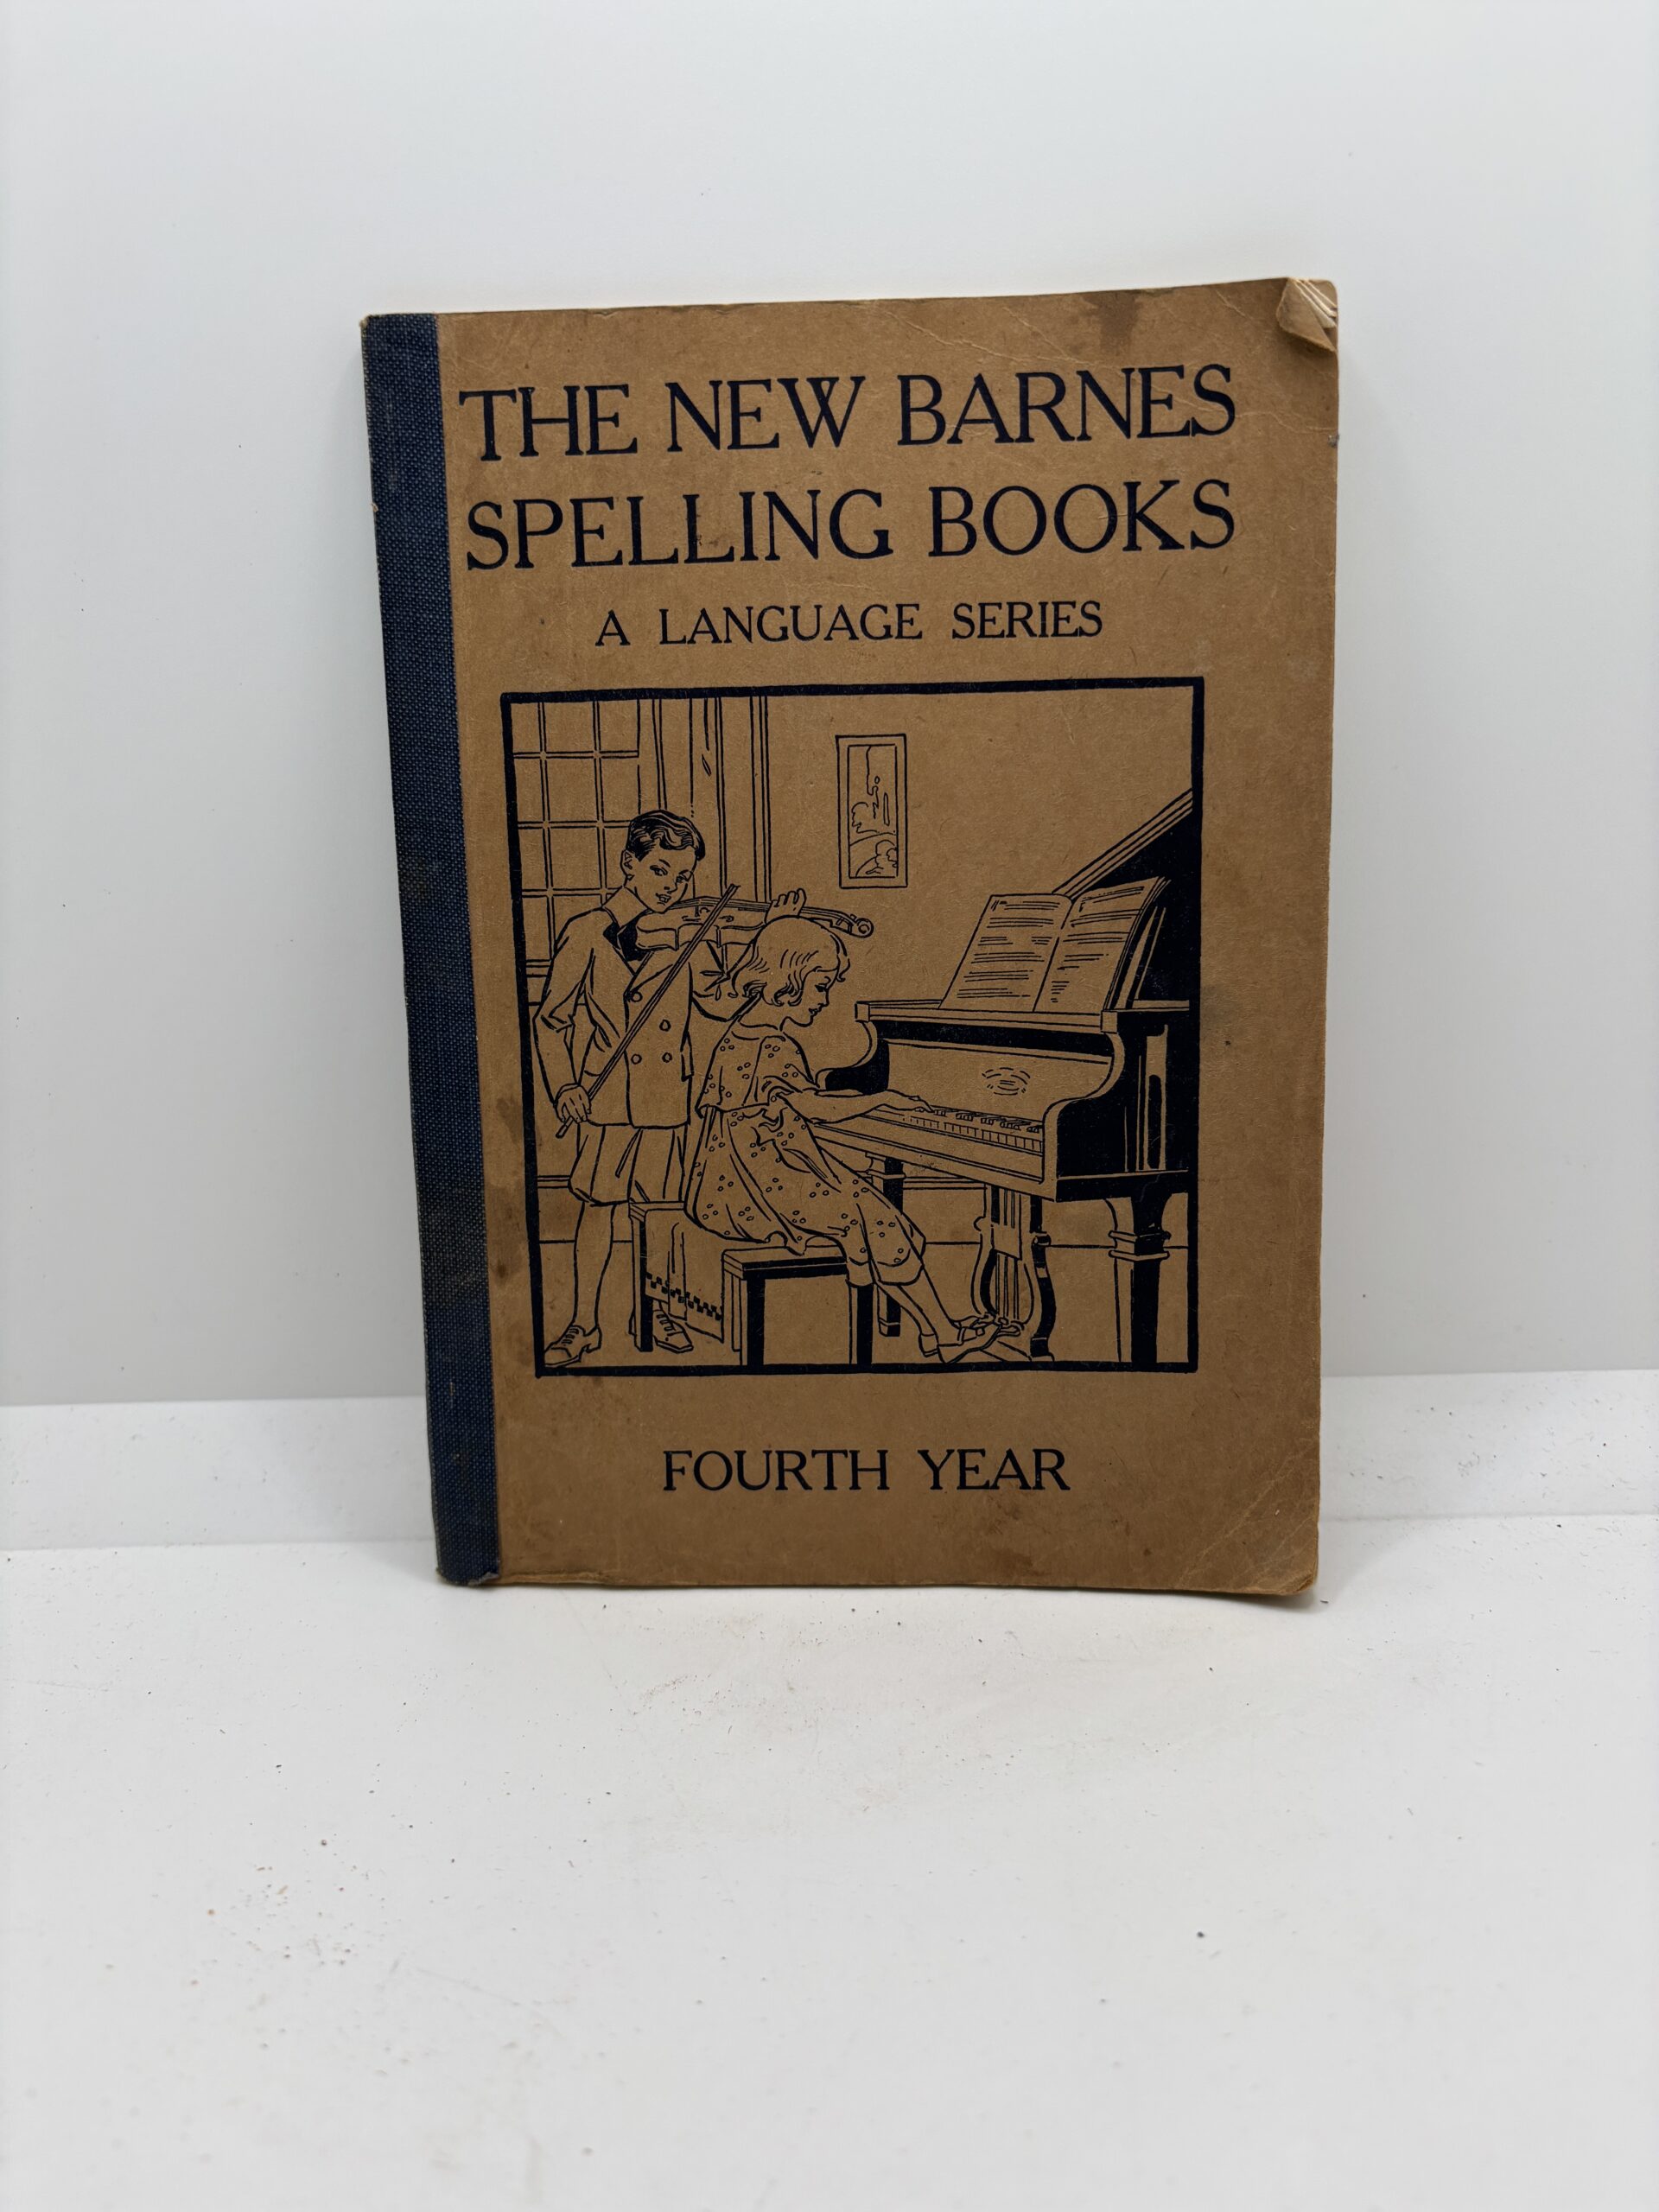 THE NEW BARNES
SPELLING BOOKS
A LANGUAGE SERIES
FOURTH YEAR